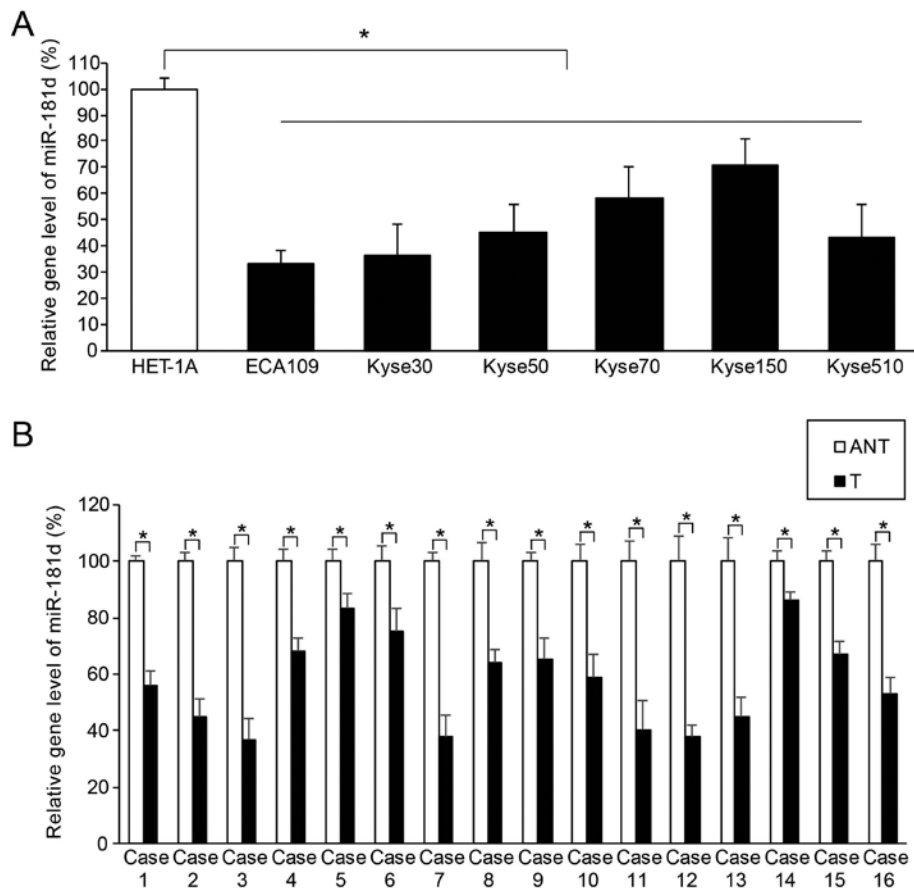 A
*
Relative gene level of miR-181d (%)
110
100
90
80
70
60
50
40
30
20
10
0
HET-1A ECA109 Kyse30 Kyse50 Kyse70 Kyse150 Kyse510
B
ANT
T
Relative gene level of miR-181d (%)
120
100
80
60
40
20
0
* * * * * * * * * * * * * * * *
Case Case Case Case Case Case Case Case Case Case Case Case Case Case Case Case
1 2 3 4 5 6 7 8 9 10 11 12 13 14 15 16